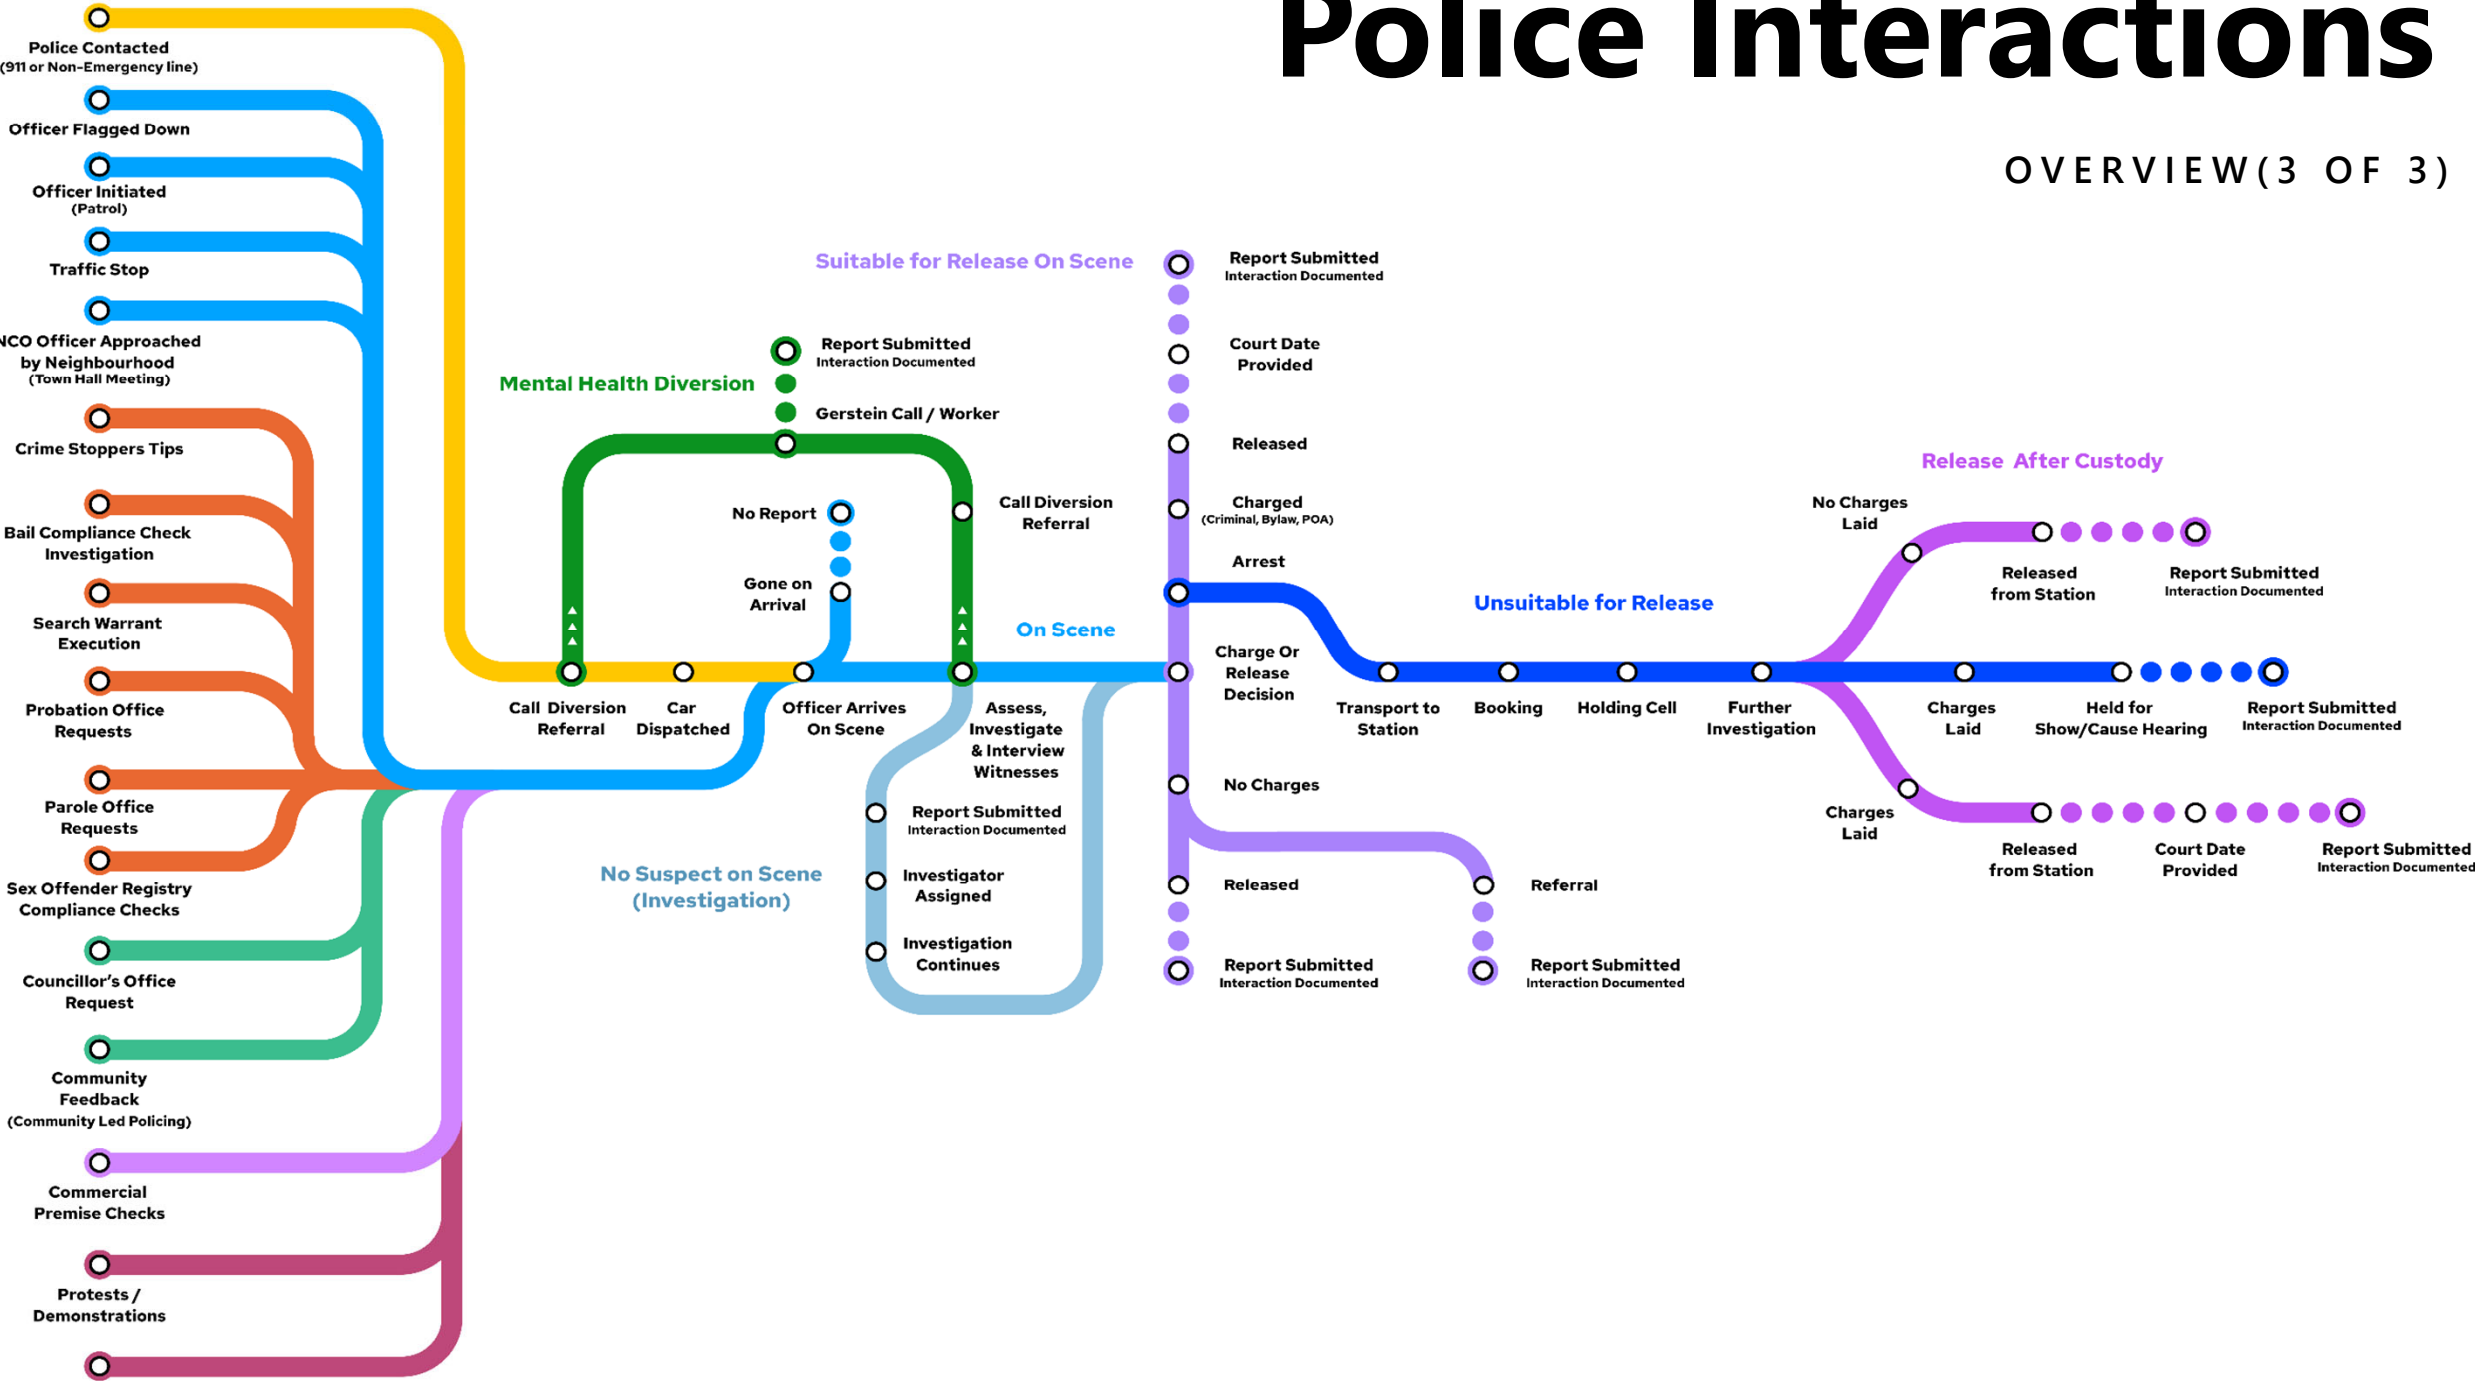 Police Interactions
OVERVIEW(3 OF 3)
Police Contacted
(911 or Non-Emergency line)
Officer Flagged Down
Officer Initiated
(Patrol)
Traffic Stop
NCO Officer Approached
by Neighbourhood
(Town Hall Meeting)
Crime Stoppers Tips
Bail Compliance Check
Investigation
Search Warrant
Execution
Probation Office
Requests
Parole Office
Requests
Sex Offender Registry
Compliance Checks
Councillor's Office
Request
Community
Feedback
(Community Led Policing)
Commercial
Premise Checks
Protests /
Demonstrations
Mental Health Diversion
Report Submitted
Interaction Documented
Gerstein Call / Worker
No Report
Gone on
Arrival
Call Diversion
Referral
On Scene
Call Diversion
Referral
Car
Dispatched
Officer Arrives
On Scene
Assess,
Investigate
& Interview
Witnesses
No Suspect on Scene
(Investigation)
Report Submitted
Interaction Documented
Investigator
Assigned
Investigation
Continues
Suitable for Release On Scene
Report Submitted
Interaction Documented
Court Date
Provided
Released
Charged
(Criminal, Bylaw, POA)
Arrest
Charge Or
Release
Decision
No Charges
Released
Report Submitted
Interaction Documented
Referral
Report Submitted
Interaction Documented
Unsuitable for Release
Transport to
Station
Booking
Holding Cell
Further
Investigation
Charges
Laid
Held for
Show/Cause Hearing
Report Submitted
Interaction Documented
Release After Custody
No Charges
Laid
Released
from Station
Report Submitted
Interaction Documented
Charges
Laid
Released
from Station
Court Date
Provided
Report Submitted
Interaction Documented